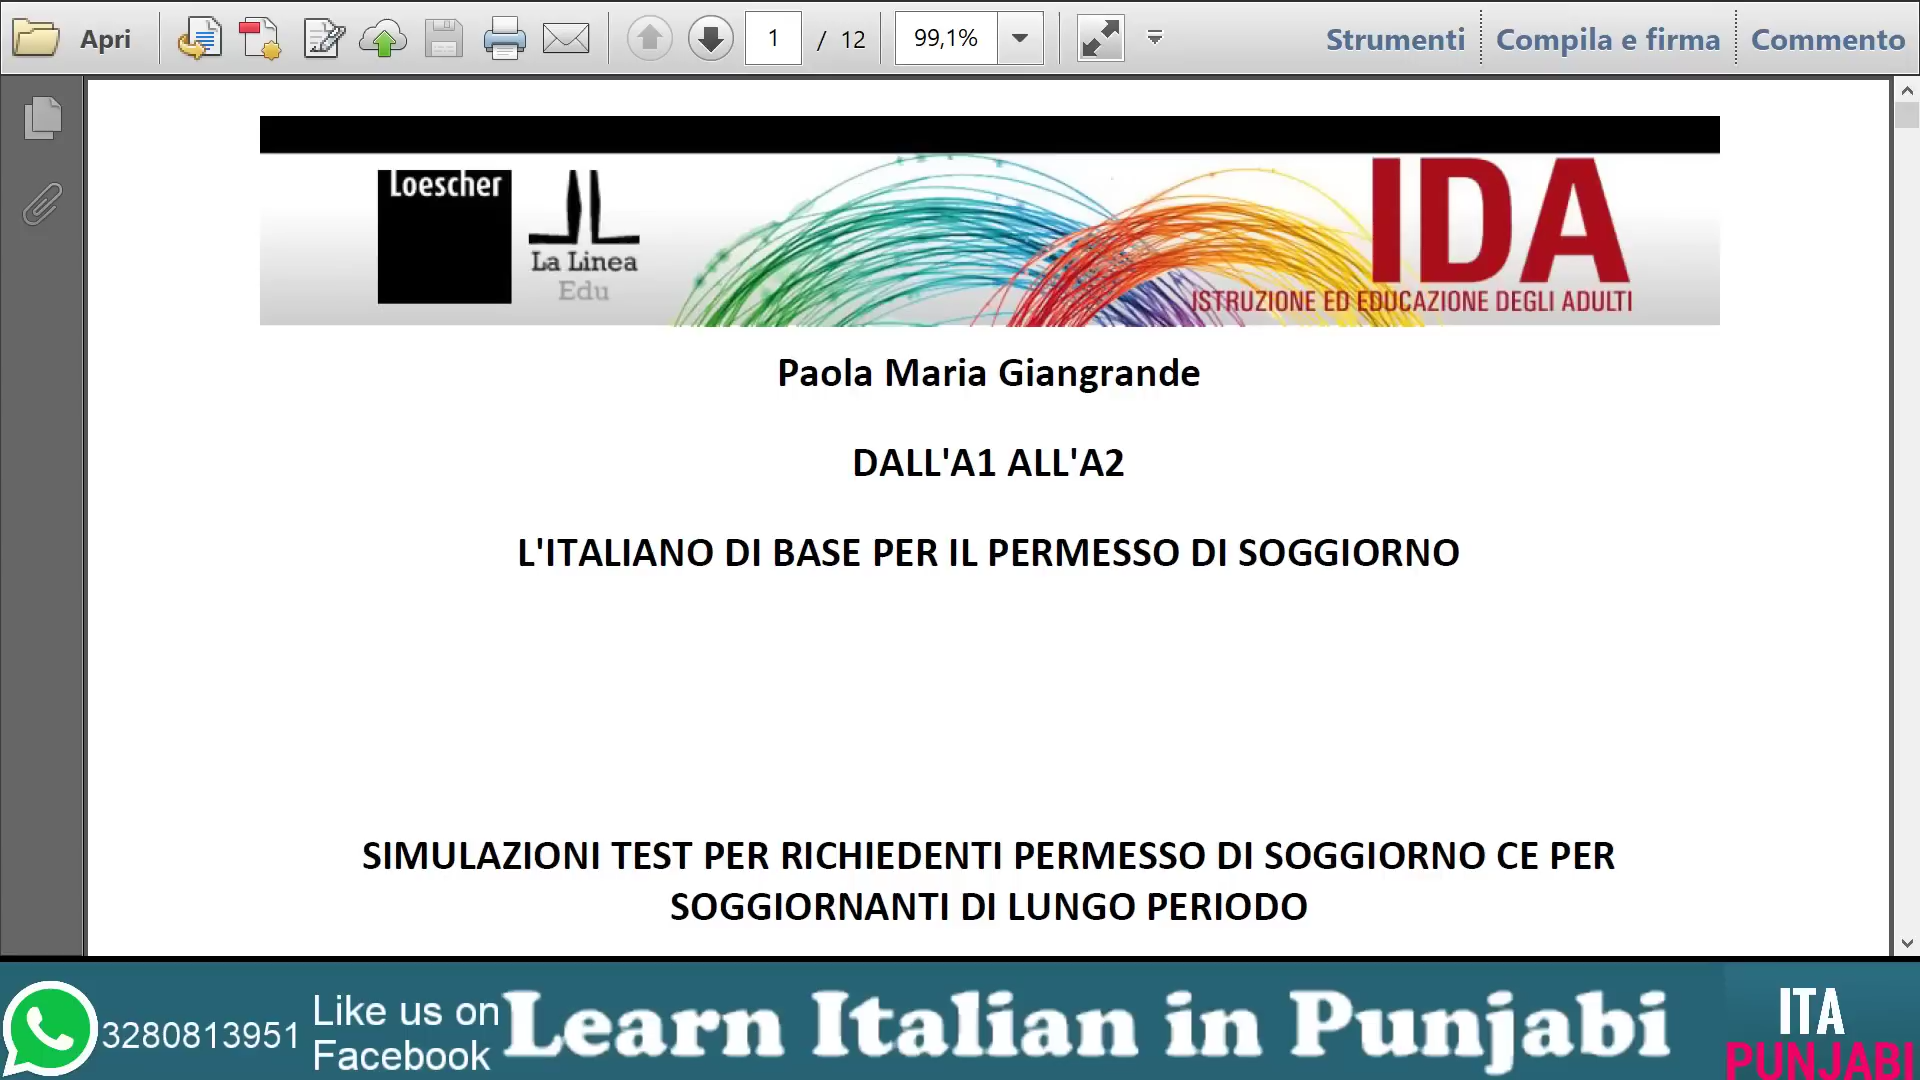 Apri
1 / 12
99,1%
Strumenti
Compila e firma
Commento
Loescher
La Linea
Edu
IDA
ISTRUZIONE ED EDUCAZIONE DEGLI ADULTI
Paola Maria Giangrande
DALL'A1 ALL'A2
L'ITALIANO DI BASE PER IL PERMESSO DI SOGGIORNO
SIMULAZIONI TEST PER RICHIEDENTI PERMESSO DI SOGGIORNO CE PER
SOGGIORNANTI DI LUNGO PERIODO
3280813951
Like us on
Facebook
Learn Italian in Punjabi
ITA
PUNJABI